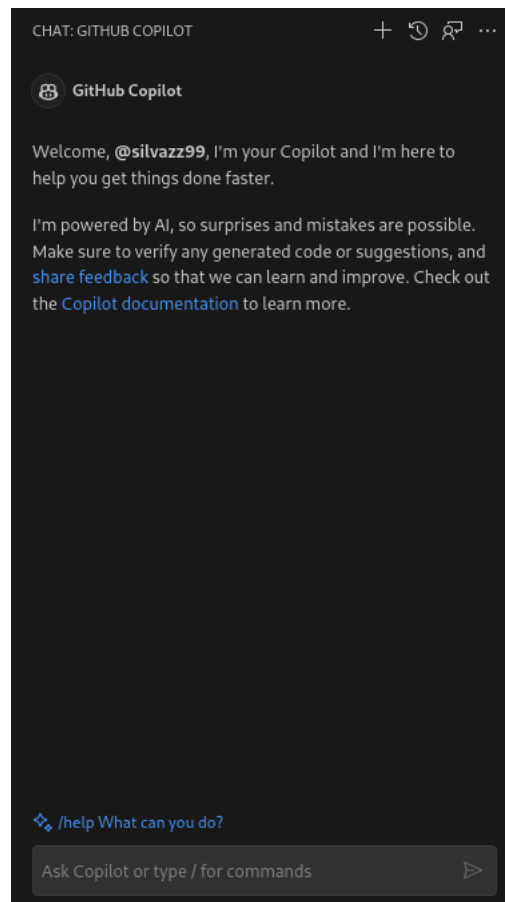 CHAT: GITHUB COPILOT
GitHub Copilot
Welcome, @silvazz99, I'm your Copilot and I'm here to
help you get things done faster.
I'm powered by AI, so surprises and mistakes are possible.
Make sure to verify any generated code or suggestions, and
share feedback so that we can learn and improve. Check out
the Copilot documentation to learn more.
/help What can you do?
Ask Copilot or type / for commands